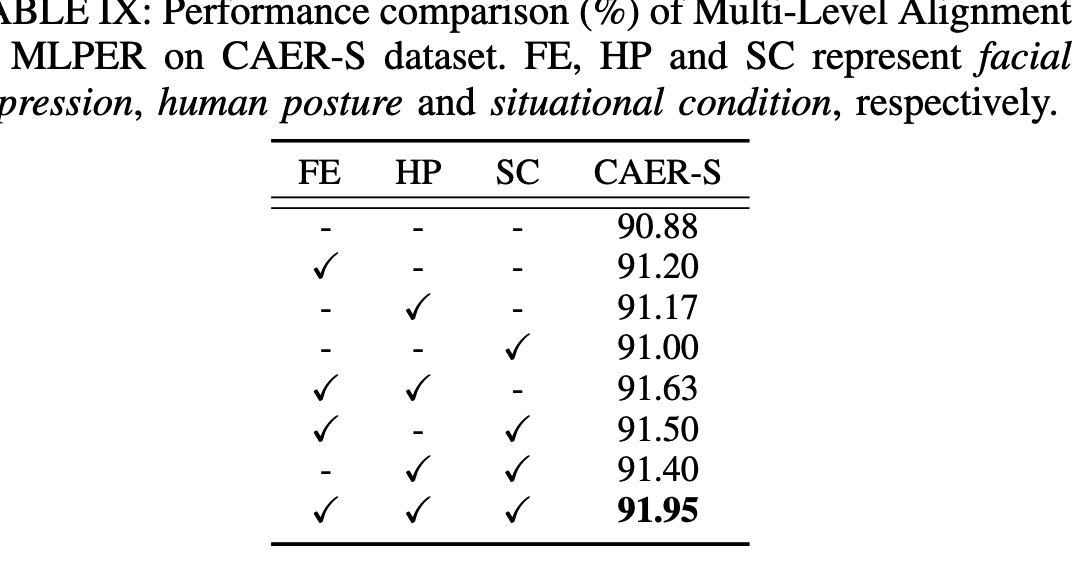 ABLE IX: Performance comparison (%) of Multi-Level Alignment
MLPER on CAER-S dataset. FE, HP and SC represent facial
pression, human posture and situational condition, respectively.
FE HP SC CAER-S
- - - 90.88
✓ - - 91.20
- ✓ - 91.17
- - ✓ 91.00
✓ ✓ - 91.63
✓ - ✓ 91.50
- ✓ ✓ 91.40
✓ ✓ ✓ 91.95